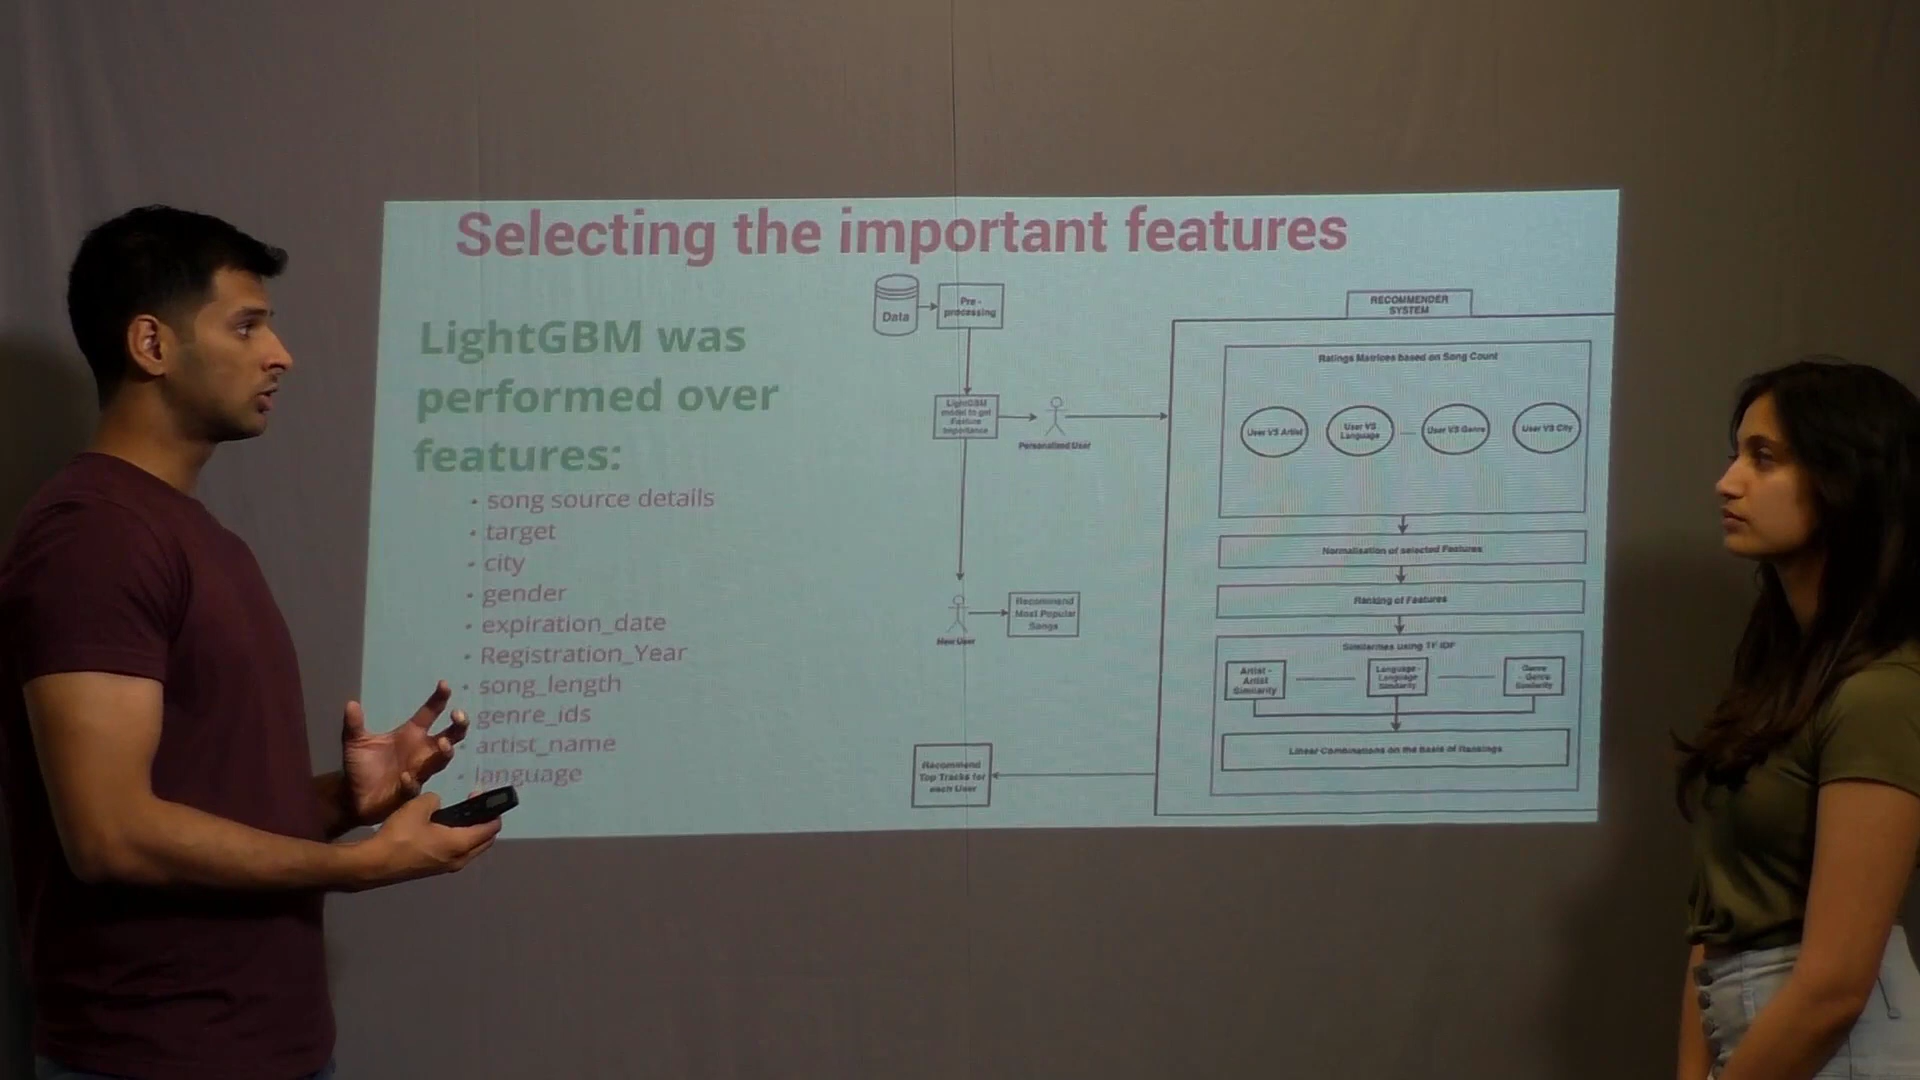 Selecting the important features
LightGBM was
performed over
features:
• song source details
• target
• city
• gender
• expiration_date
• Registration_Year
• song_length
• genre_ids
• artist_name
• language
Data
Pre -
processing
LightGBM
model to get
Feature
Importance
Personalised User
New User
Recommend
Most Popular
Songs
Recommend
Top Tracks for
each User
RECOMMENDER
SYSTEM
Ratings Matrices based on Song Count
User VS Artist
User VS
Language
User VS Genre
User VS City
Normalisation of selected Features
Ranking of Features
Similarities using TF IDF
Artist -
Artist
Similarity
Language -
Language
Similarity
Genre
- Genre
Similarity
Linear Combinations on the basis of Rankings